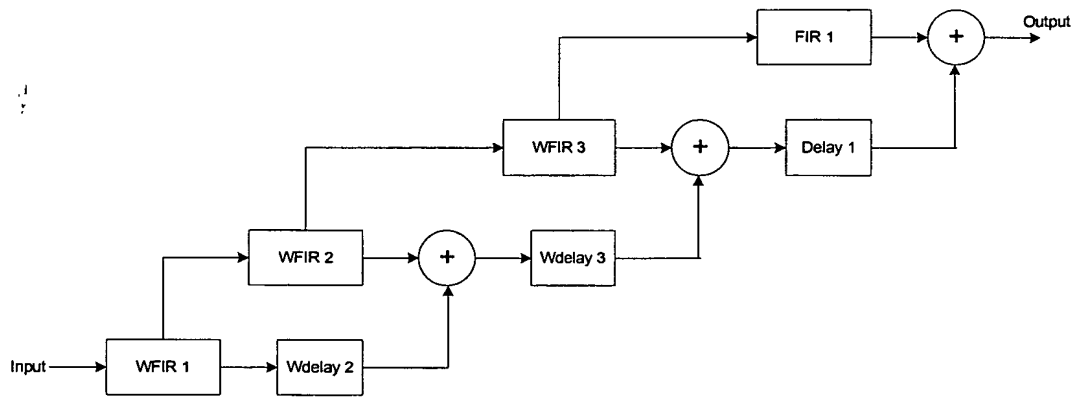 Output
FIR 1
+
WFIR 3
+
Delay 1
WFIR 2
+
Wdelay 3
Input
WFIR 1
Wdelay 2